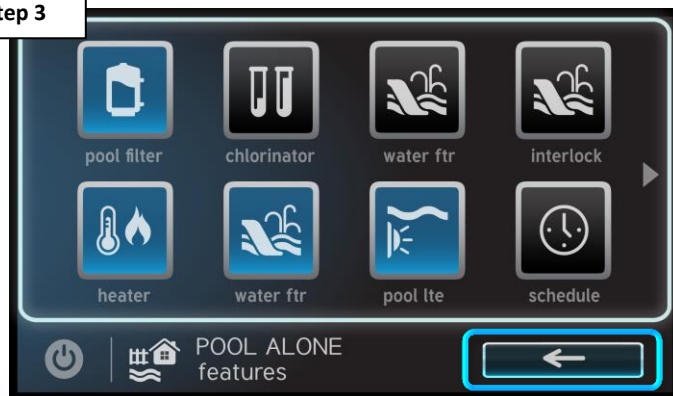 tep 3
pool filter chlorinator water ftr interlock
heater water ftr pool lte schedule
POOL ALONE
features